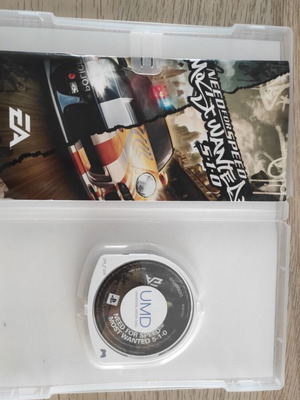 NEED FOR SPEED
MOST WANTED
5-1-0
EA
UMD
NEED FOR SPEED
MOST WANTED 5-1-0